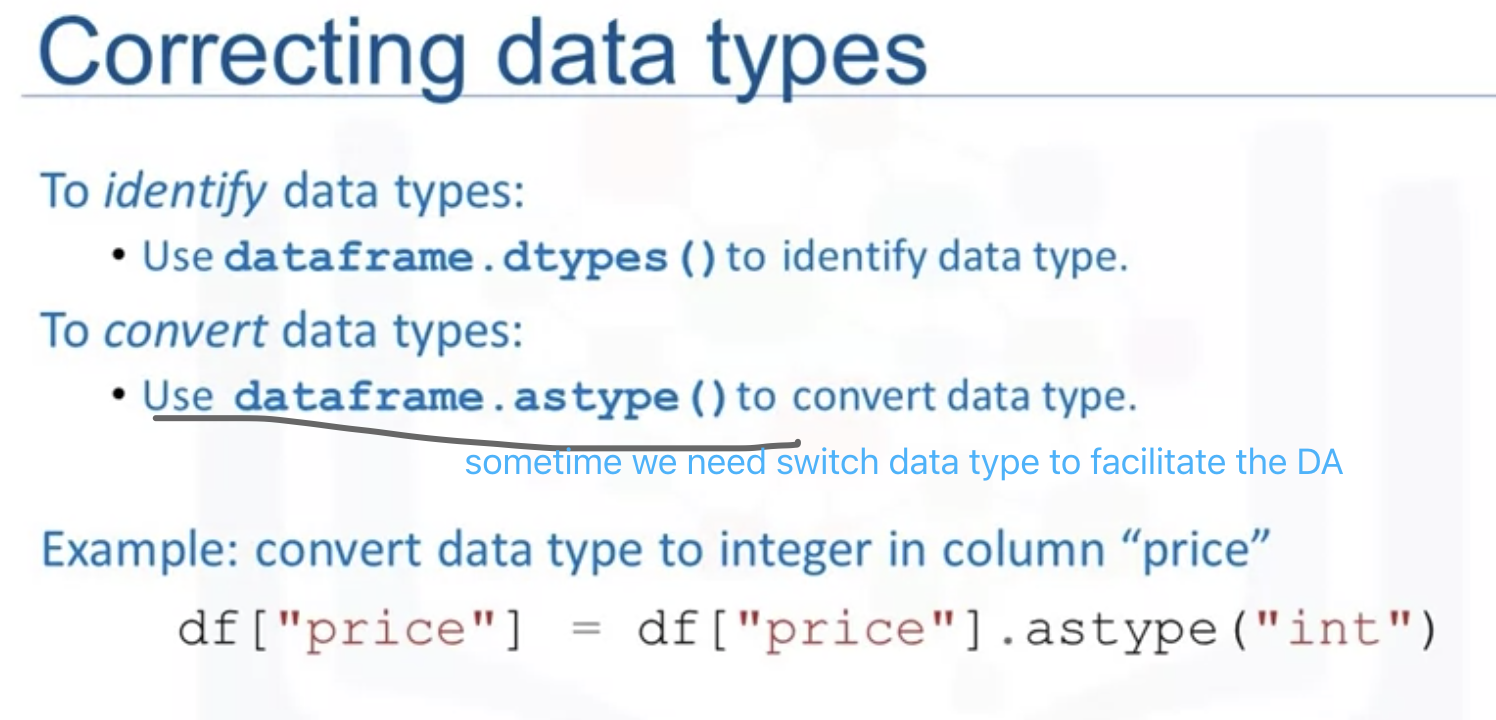 Correcting data types
To identify data types:
• Use dataframe.dtypes() to identify data type.
To convert data types:
• Use dataframe.astype() to convert data type.
sometime we need switch data type to facilitate the DA
Example: convert data type to integer in column “price”
df["price"] = df["price"].astype("int")